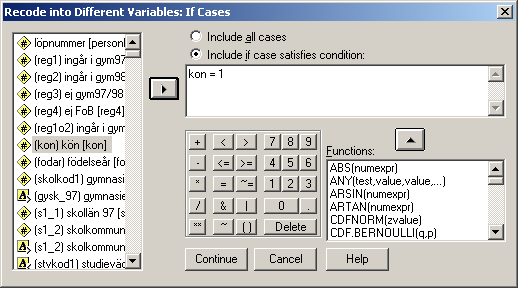 Recode into Different Variables: If Cases
löpnummer [personl
(reg1) ingår i gym97
(reg2) ingår i gym98
(reg3) ej gym97/98
(reg4) ej FoB [reg4]
(reg1o2) ingår i gym
(kon) kön [kon]
(fodar) födelseår [fo
(skolkod1) gymnasie
(gysk_97) gymnasie
(s1_1) skollän 97 [s
(s1_2) skolkommun
(s1_2) skolkommun
(stvkod1) studieväd
Include all cases
Include if case satisfies condition:
kon = 1
+ < > 7 8 9
- <= >= 4 5 6
* = ~= 1 2 3
/ & | 0 .
** ~ ( ) Delete
Functions:
ABS(numexpr)
ANY(test,value,value,...)
ARSIN(numexpr)
ARTAN(numexpr)
CDFNORM(zvalue)
CDF.BERNOULLI(q,p)
Continue Cancel Help